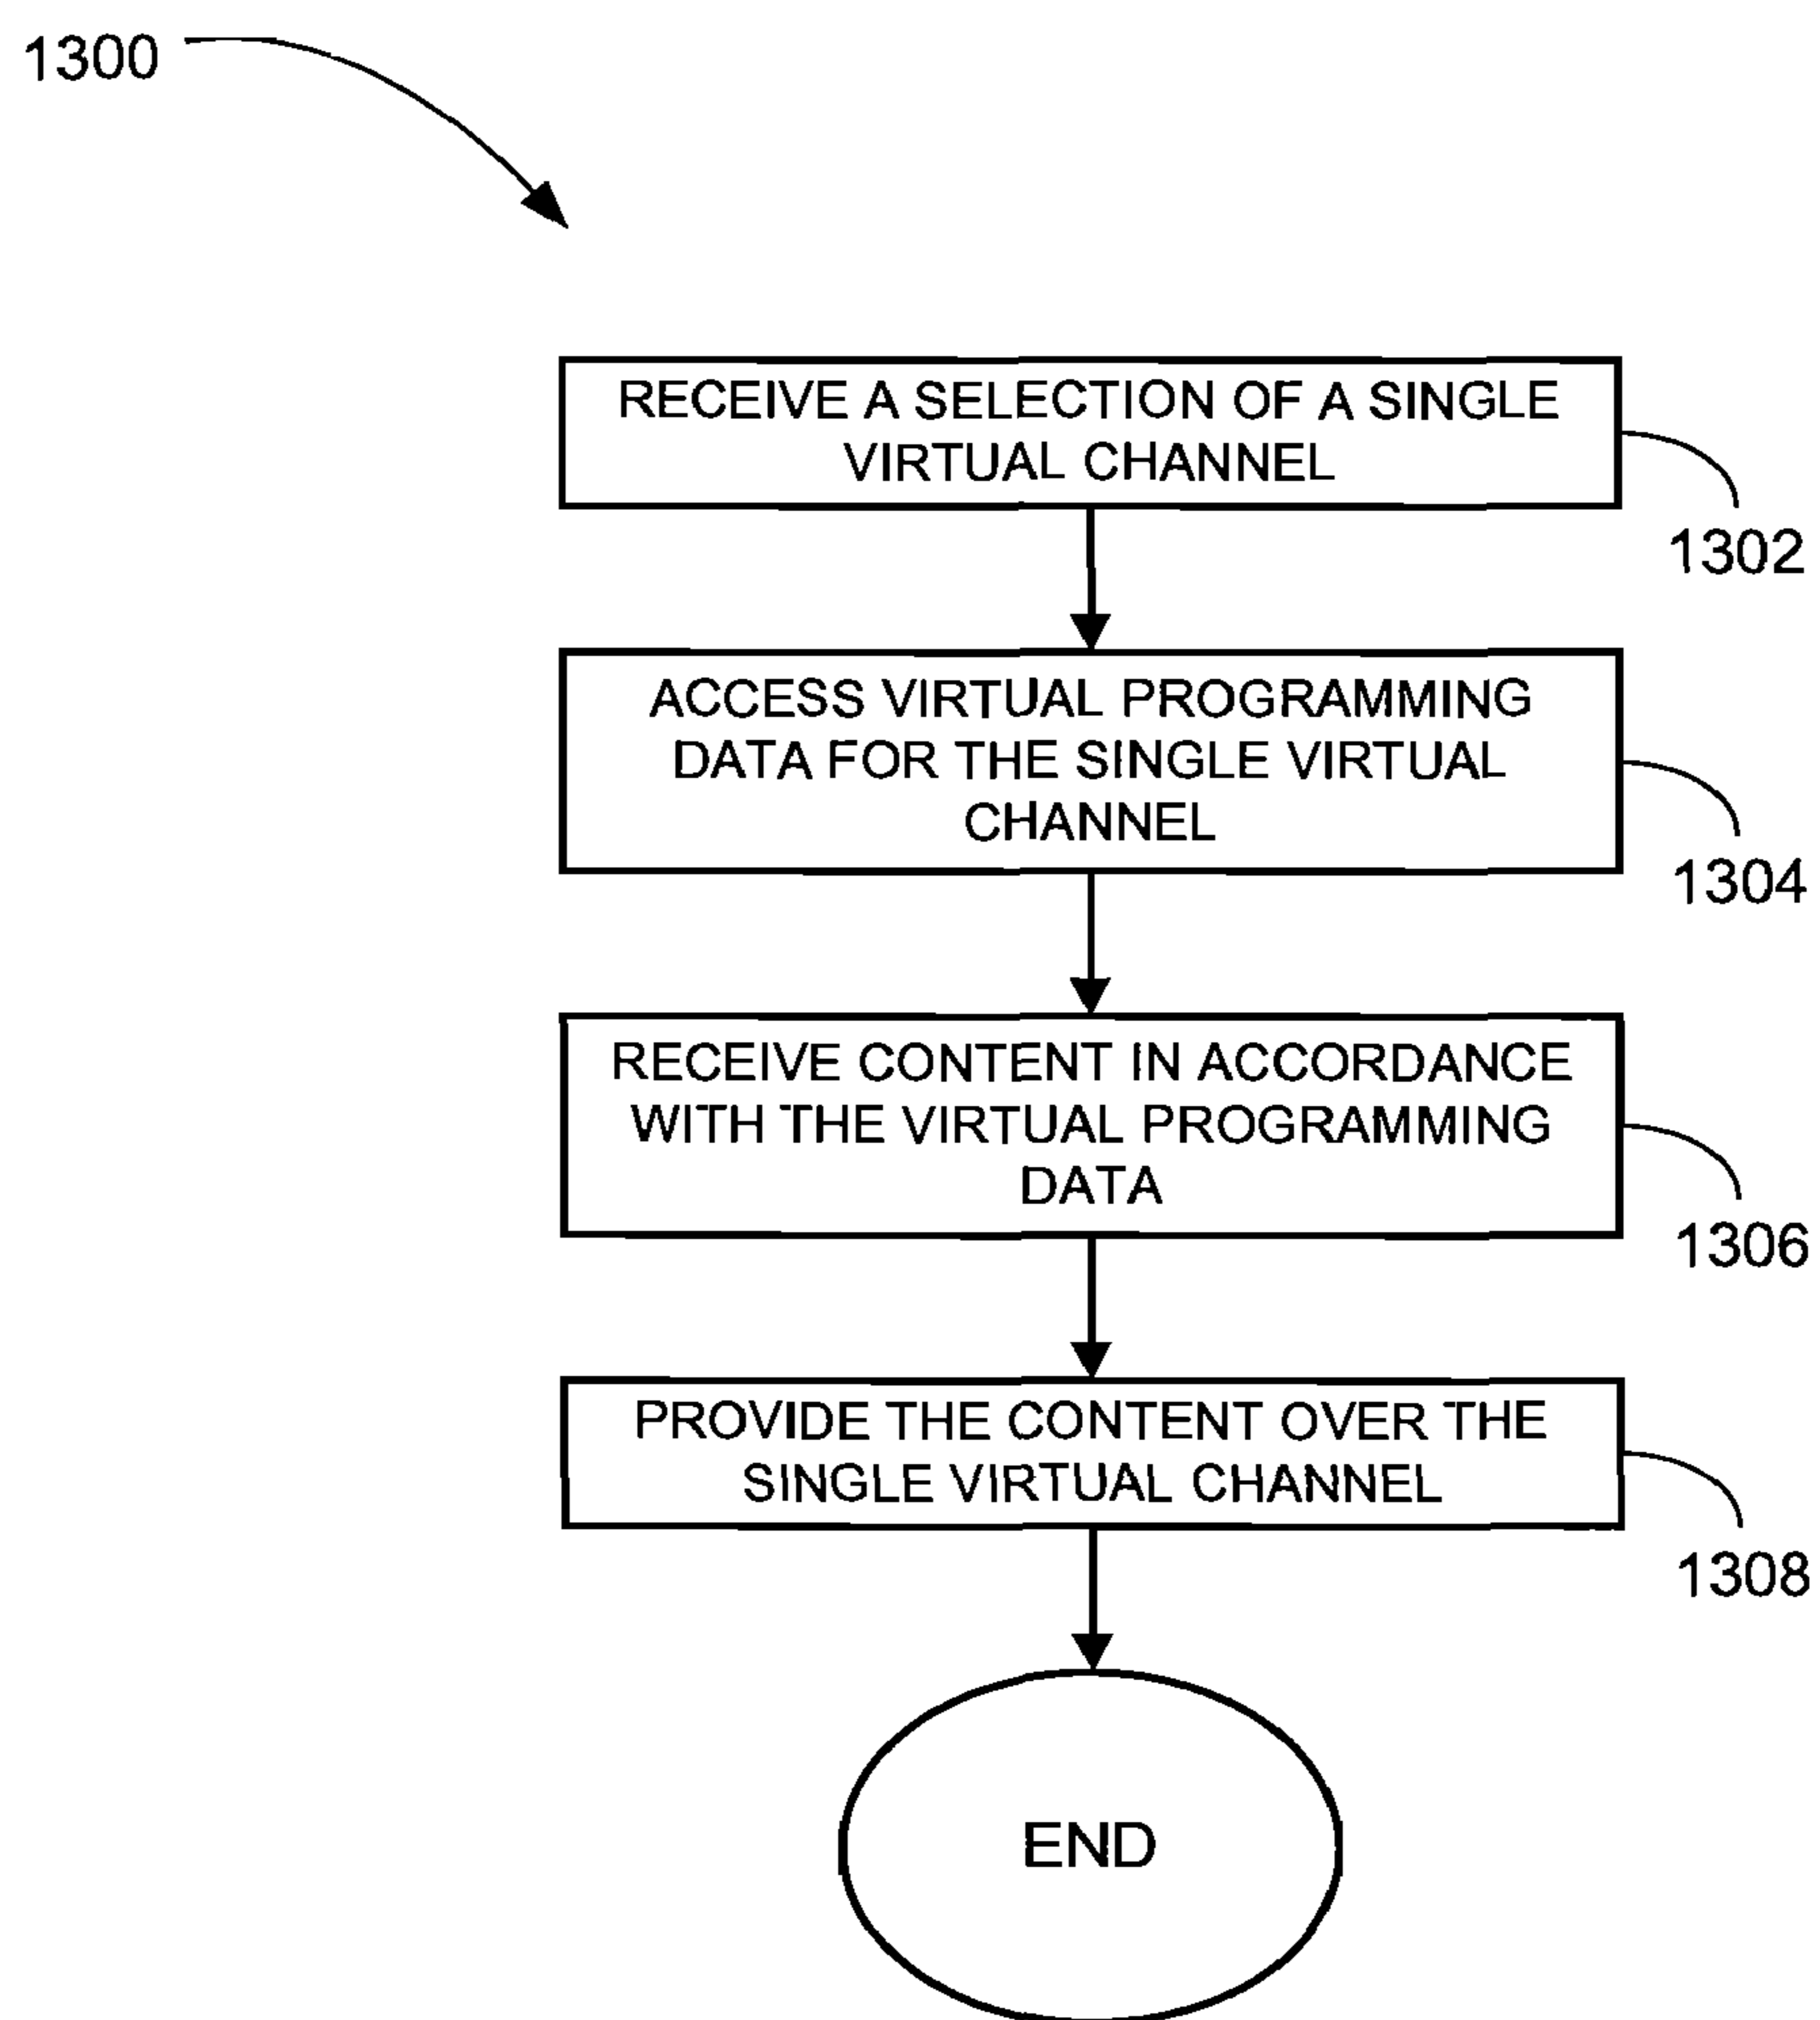 1300
RECEIVE A SELECTION OF A SINGLE
VIRTUAL CHANNEL
1302
ACCESS VIRTUAL PROGRAMMING
DATA FOR THE SINGLE VIRTUAL
CHANNEL
1304
RECEIVE CONTENT IN ACCORDANCE
WITH THE VIRTUAL PROGRAMMING
DATA
1306
PROVIDE THE CONTENT OVER THE
SINGLE VIRTUAL CHANNEL
1308
END